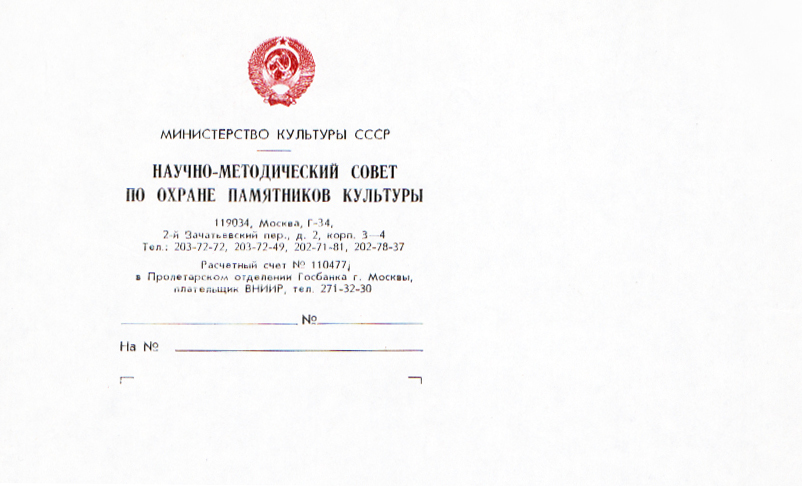 МИНИСТЕРСТВО КУЛЬТУРЫ СССР
НАУЧНО-МЕТОДИЧЕСКИЙ СОВЕТ
ПО ОХРАНЕ ПАМЯТНИКОВ КУЛЬТУРЫ
119034, Москва, Г-34,
2-й Зачатьевский пер., д. 2, корп. 3—4
Тел.: 203-72-72, 203-72-49, 202-71-81, 202-78-37
Расчетный счет № 110477,
в Пролетарском отделении Госбанка г. Москвы,
плательщик ВНИИР, тел. 271-32-30
№
На №